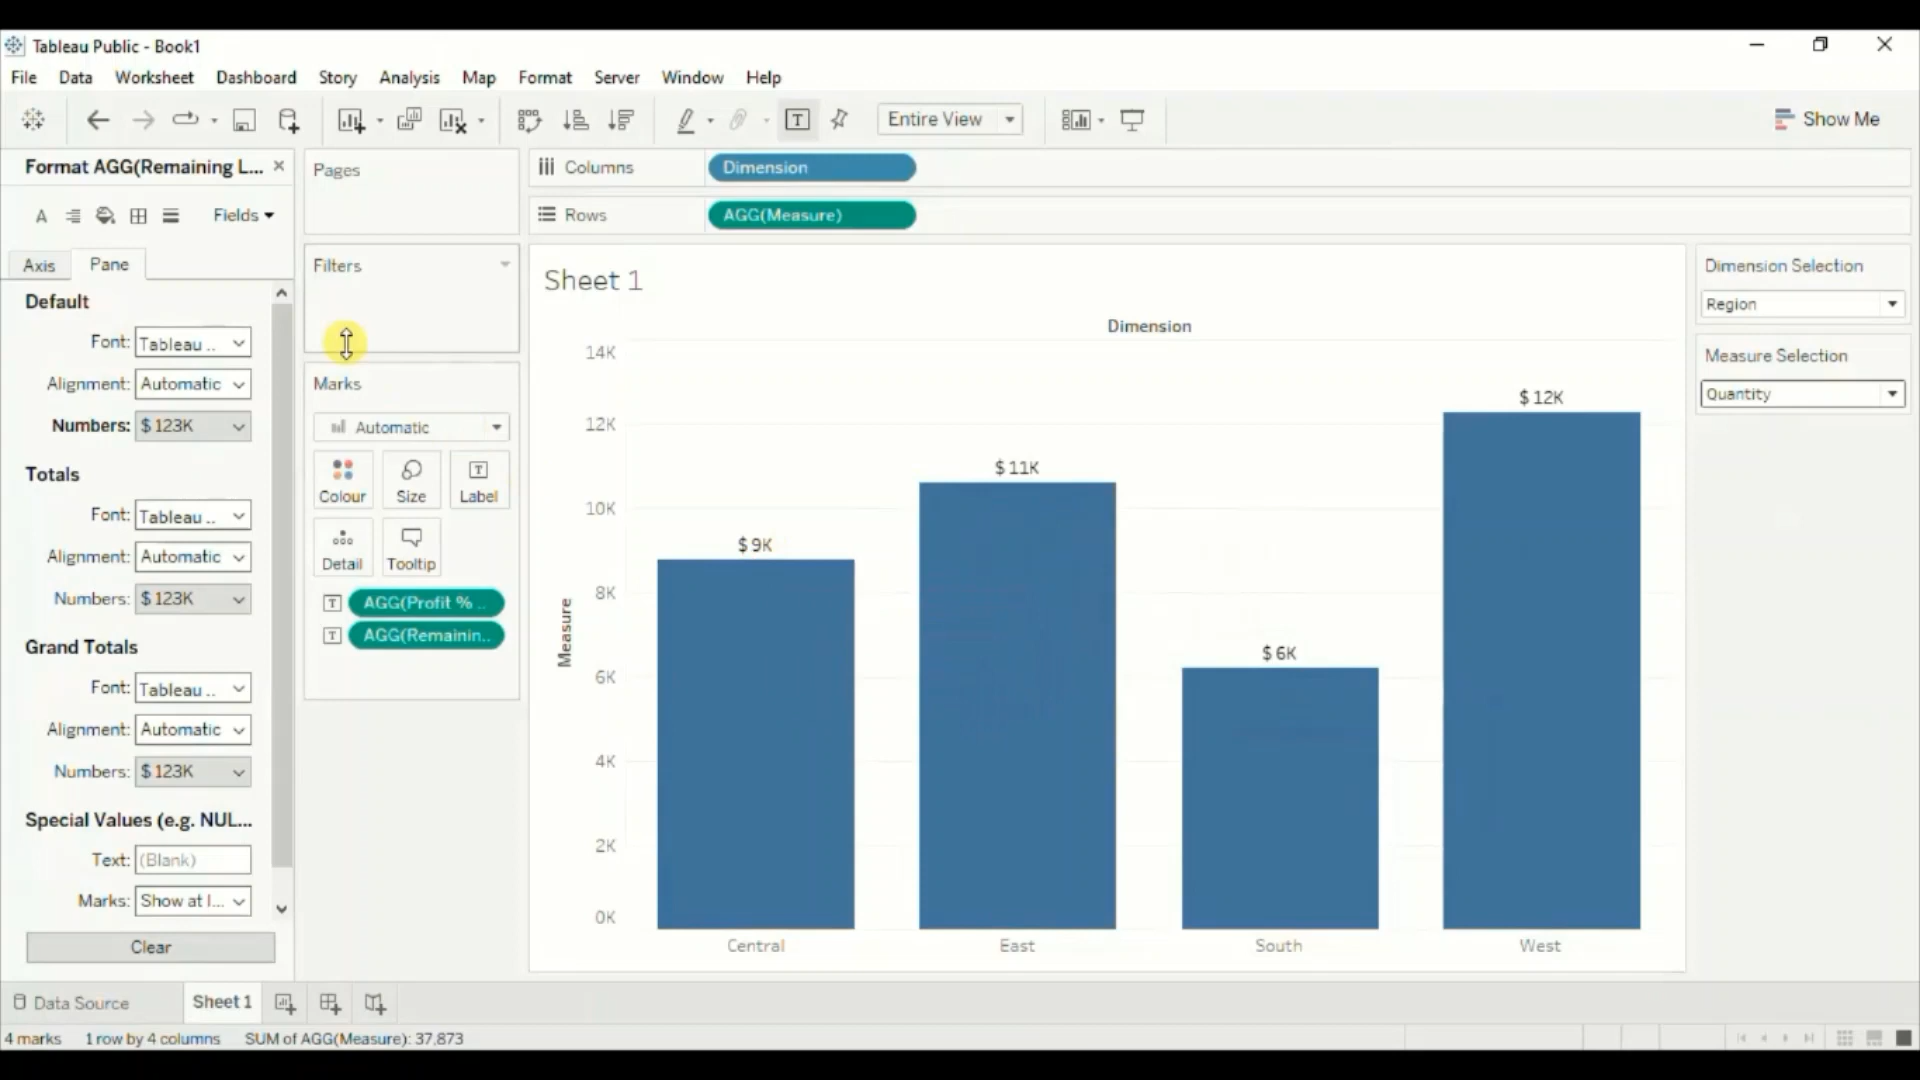 Tableau Public - Book1
File Data Worksheet Dashboard Story Analysis Map Format Server Window Help
Entire View
Show Me
Format AGG(Remaining L...
Fields
Axis Pane
Default
Font: Tableau ..
Alignment: Automatic
Numbers: $ 123K
Totals
Font: Tableau ..
Alignment: Automatic
Numbers: $ 123K
Grand Totals
Font: Tableau ..
Alignment: Automatic
Numbers: $ 123K
Special Values (e.g. NUL...
Text: (Blank)
Marks: Show at l...
Clear
Pages
Filters
Marks
Automatic
Colour Size Label
Detail Tooltip
AGG(Profit % ..
AGG(Remainin..
Columns Dimension
Rows AGG(Measure)
Sheet 1
Dimension
Measure
14K
12K
10K
8K
6K
4K
2K
0K
$ 9K
$ 11K
$ 6K
$ 12K
Central East South West
Dimension Selection
Region
Measure Selection
Quantity
Data Source Sheet 1
4 marks 1 row by 4 columns SUM of AGG(Measure): 37,873